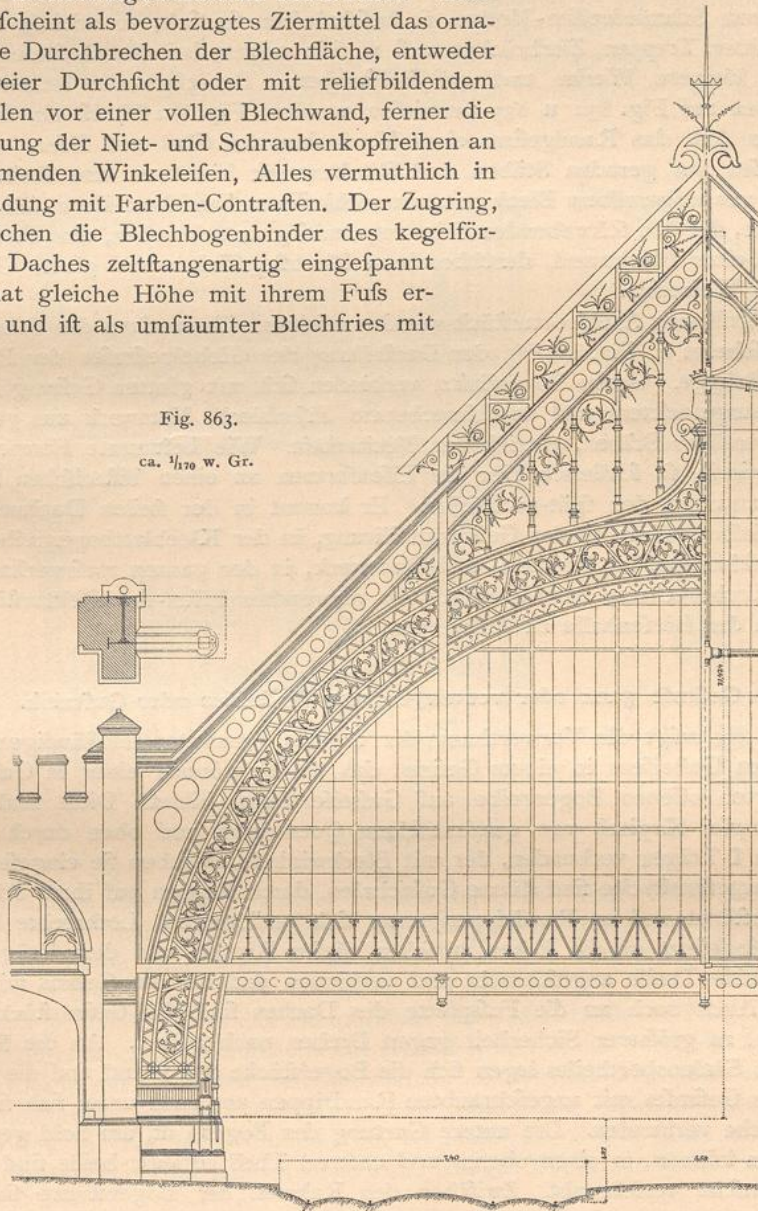 ſcheint als bevorzugtes Ziermittel das orna-
e Durchbrechen der Blechfläche, entweder
eier Durchſicht oder mit reliefbildendem
len vor einer vollen Blechwand, ferner die
ung der Niet- und Schraubenkopfreihen an
menden Winkeleiſen, Alles vermuthlich in
ndung mit Farben-Contraſten. Der Zugring,
chen die Blechbogenbinder des kegelför-
Daches zeltſtangenartig eingeſpannt
at gleiche Höhe mit ihrem Fuſs er-
und iſt als umſäumter Blechfries mit
Fig. 863.
ca. 1/170 w. Gr.
7,40